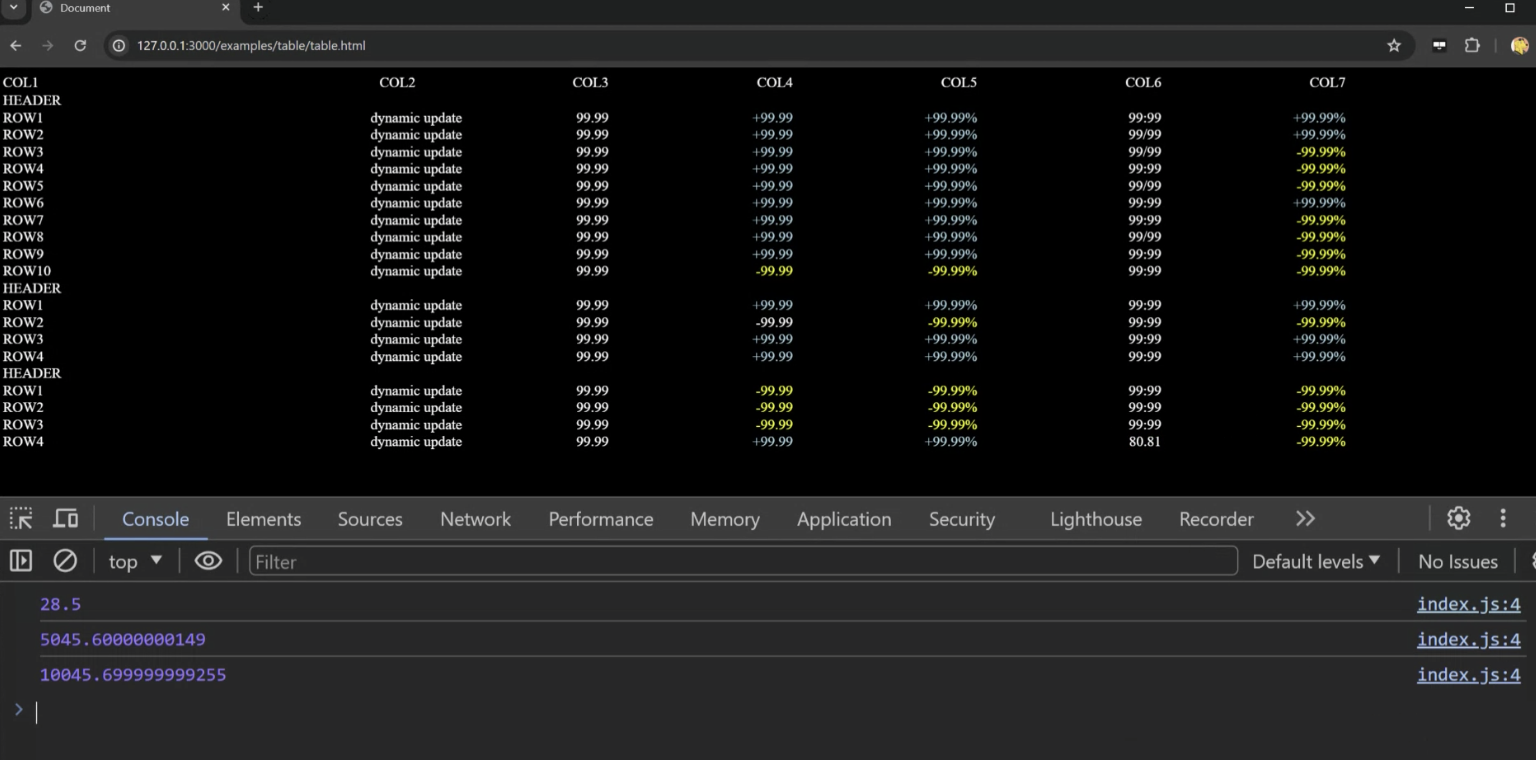 Document
127.0.0.1:3000/examples/table/table.html
COL1 COL2 COL3 COL4 COL5 COL6 COL7
HEADER
ROW1 dynamic update 99.99 +99.99 +99.99% 99:99 +99.99%
ROW2 dynamic update 99.99 +99.99 +99.99% 99/99 +99.99%
ROW3 dynamic update 99.99 +99.99 +99.99% 99/99 -99.99%
ROW4 dynamic update 99.99 +99.99 +99.99% 99:99 -99.99%
ROW5 dynamic update 99.99 +99.99 +99.99% 99/99 -99.99%
ROW6 dynamic update 99.99 +99.99 +99.99% 99:99 +99.99%
ROW7 dynamic update 99.99 +99.99 +99.99% 99:99 -99.99%
ROW8 dynamic update 99.99 +99.99 +99.99% 99/99 -99.99%
ROW9 dynamic update 99.99 +99.99 +99.99% 99:99 -99.99%
ROW10 dynamic update 99.99 -99.99 -99.99% 99:99 -99.99%
HEADER
ROW1 dynamic update 99.99 +99.99 +99.99% 99:99 +99.99%
ROW2 dynamic update 99.99 -99.99 -99.99% 99:99 -99.99%
ROW3 dynamic update 99.99 +99.99 +99.99% 99:99 +99.99%
ROW4 dynamic update 99.99 +99.99 +99.99% 99:99 +99.99%
HEADER
ROW1 dynamic update 99.99 -99.99 -99.99% 99:99 -99.99%
ROW2 dynamic update 99.99 -99.99 -99.99% 99:99 -99.99%
ROW3 dynamic update 99.99 -99.99 -99.99% 99:99 -99.99%
ROW4 dynamic update 99.99 +99.99 +99.99% 80.81 -99.99%
Console Elements Sources Network Performance Memory Application Security Lighthouse Recorder
top Filter Default levels No Issues
28.5 index.js:4
5045.60000000149 index.js:4
10045.699999999255 index.js:4